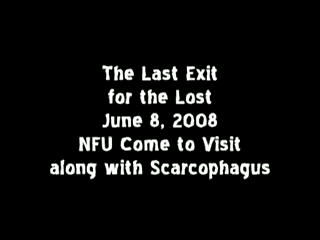 The Last Exit
for the Lost
June 8, 2008
NFU Come to Visit
along with Scarcophagus